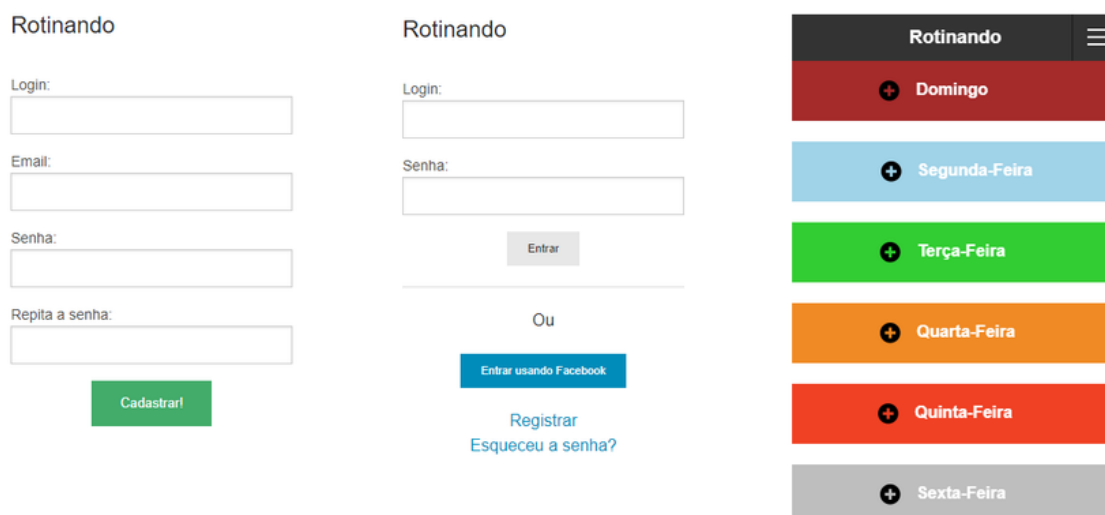 Rotinando
Login:
Email:
Senha:
Repita a senha:
Cadastrar!
Rotinando
Login:
Senha:
Entrar
Ou
Entrar usando Facebook
Registrar
Esqueceu a senha?
Rotinando
Domingo
Segunda-Feira
Terça-Feira
Quarta-Feira
Quinta-Feira
Sexta-Feira